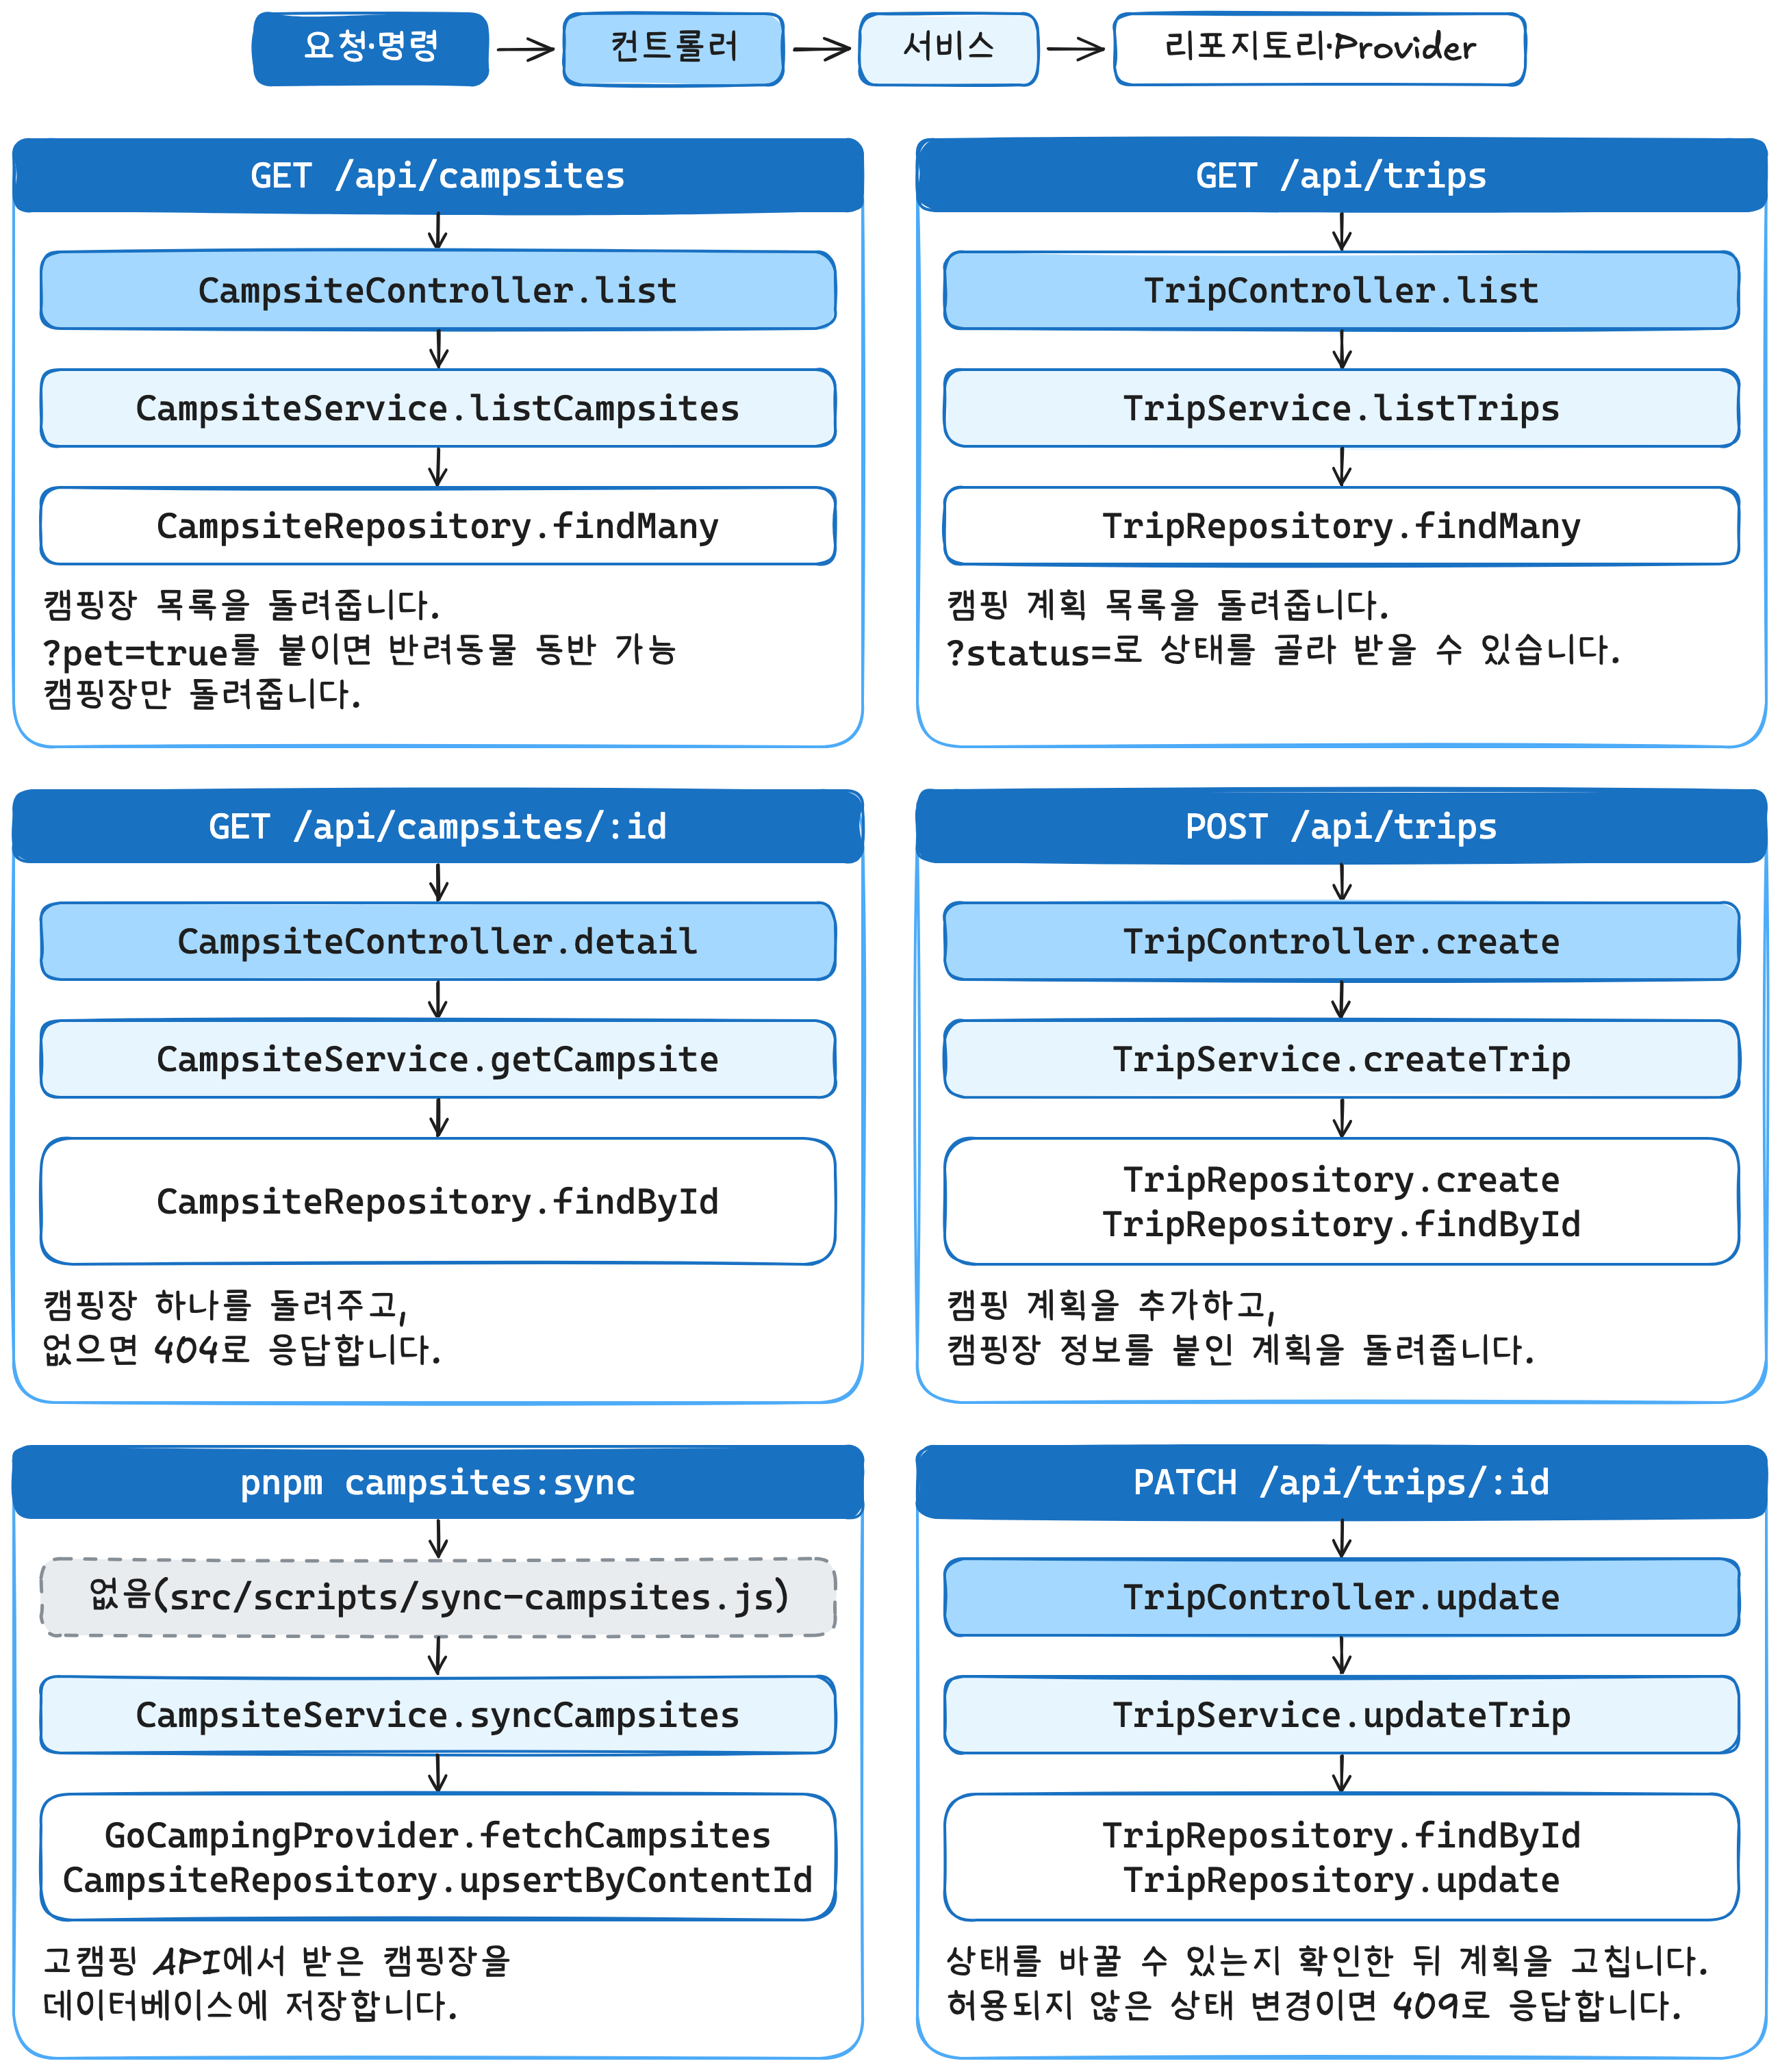 요청·명령
컨트롤러
서비스
리포지토리·Provider
GET /api/campsites
CampsiteController.list
CampsiteService.listCampsites
CampsiteRepository.findMany
캠핑장 목록을 돌려줍니다.
?pet=true를 붙이면 반려동물 동반 가능
캠핑장만 돌려줍니다.
GET /api/trips
TripController.list
TripService.listTrips
TripRepository.findMany
캠핑 계획 목록을 돌려줍니다.
?status=로 상태를 골라 받을 수 있습니다.
GET /api/campsites/:id
CampsiteController.detail
CampsiteService.getCampsite
CampsiteRepository.findById
캠핑장 하나를 돌려주고,
없으면 404로 응답합니다.
POST /api/trips
TripController.create
TripService.createTrip
TripRepository.create
TripRepository.findById
캠핑 계획을 추가하고,
캠핑장 정보를 붙인 계획을 돌려줍니다.
pnpm campsites:sync
없음(src/scripts/sync-campsites.js)
CampsiteService.syncCampsites
GoCampingProvider.fetchCampsites
CampsiteRepository.upsertByContentId
고캠핑 API에서 받은 캠핑장을
데이터베이스에 저장합니다.
PATCH /api/trips/:id
TripController.update
TripService.updateTrip
TripRepository.findById
TripRepository.update
상태를 바꿀 수 있는지 확인한 뒤 계획을 고칩니다.
허용되지 않은 상태 변경이면 409로 응답합니다.